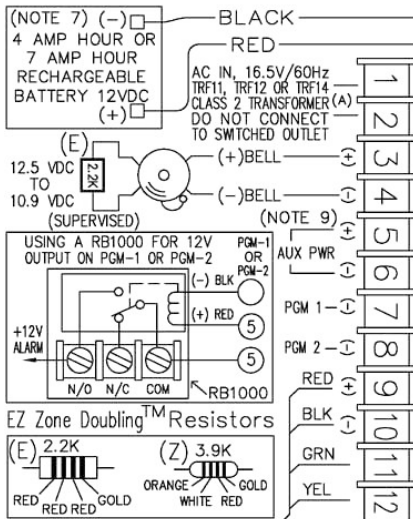 (NOTE 7) (-)
4 AMP HOUR OR
7 AMP HOUR
RECHARGEABLE
BATTERY 12VDC
(+)
BLACK
RED
AC IN, 16.5V/60Hz
TRF11, TRF12 OR TRF14
CLASS 2 TRANSFORMER (A)
DO NOT CONNECT
TO SWITCHED OUTLET
1
2
(E)
12.5 VDC
TO
10.9 VDC
2.2K
(SUPERVISED)
(+)BELL (+)
3
(-)BELL (-)
4
(NOTE 9) (+)
5
AUX PWR
(-)
6
PGM 1 (-)
7
PGM 2 (-)
8
RED (+)
9
BLK (-)
10
GRN
11
YEL
12
USING A RB1000 FOR 12V
OUTPUT ON PGM-1 OR PGM-2
PGM-1
OR
PGM-2
(-) BLK
(+) RED
5
5
+12V
ALARM
N/O N/C COM
RB1000
EZ Zone Doubling™ Resistors
(E) 2.2K
RED RED RED GOLD
(Z) 3.9K
ORANGE WHITE RED GOLD